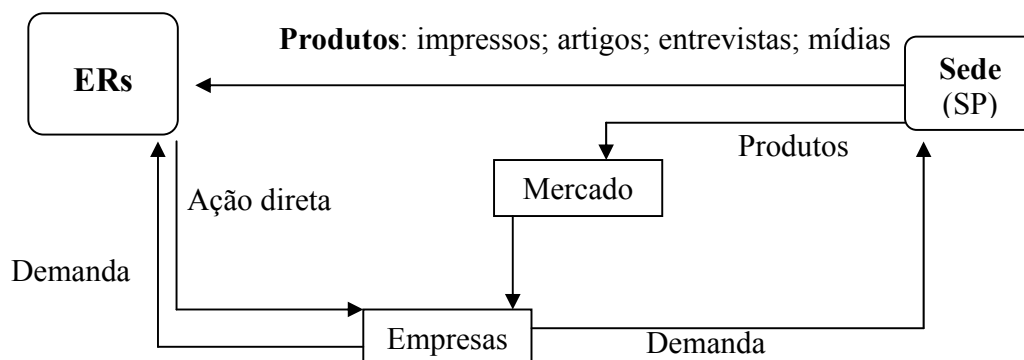 Produtos: impressos; artigos; entrevistas; mídias
ERs
Sede
(SP)
Produtos
Mercado
Ação direta
Demanda
Empresas
Demanda